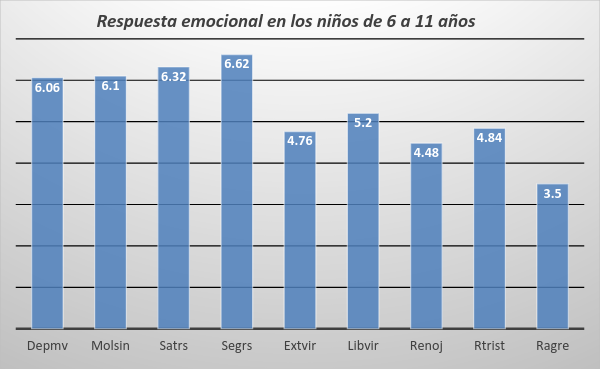 Respuesta emocional en los niños de 6 a 11 años
6.06 6.1 6.32 6.62 4.76 5.2 4.48 4.84 3.5
Depmv Molsin Satrs Segrs Extvir Libvir Renoj Rtrist Ragre